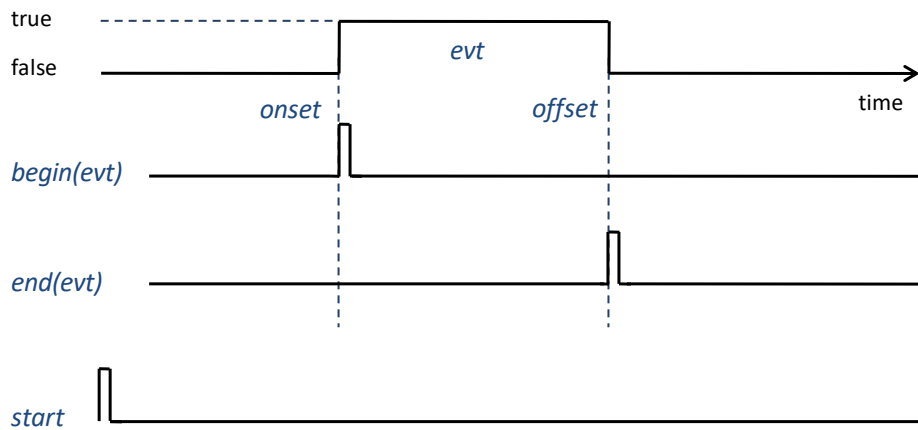 true
evt
false
onset
offset
time
begin(evt)
end(evt)
start